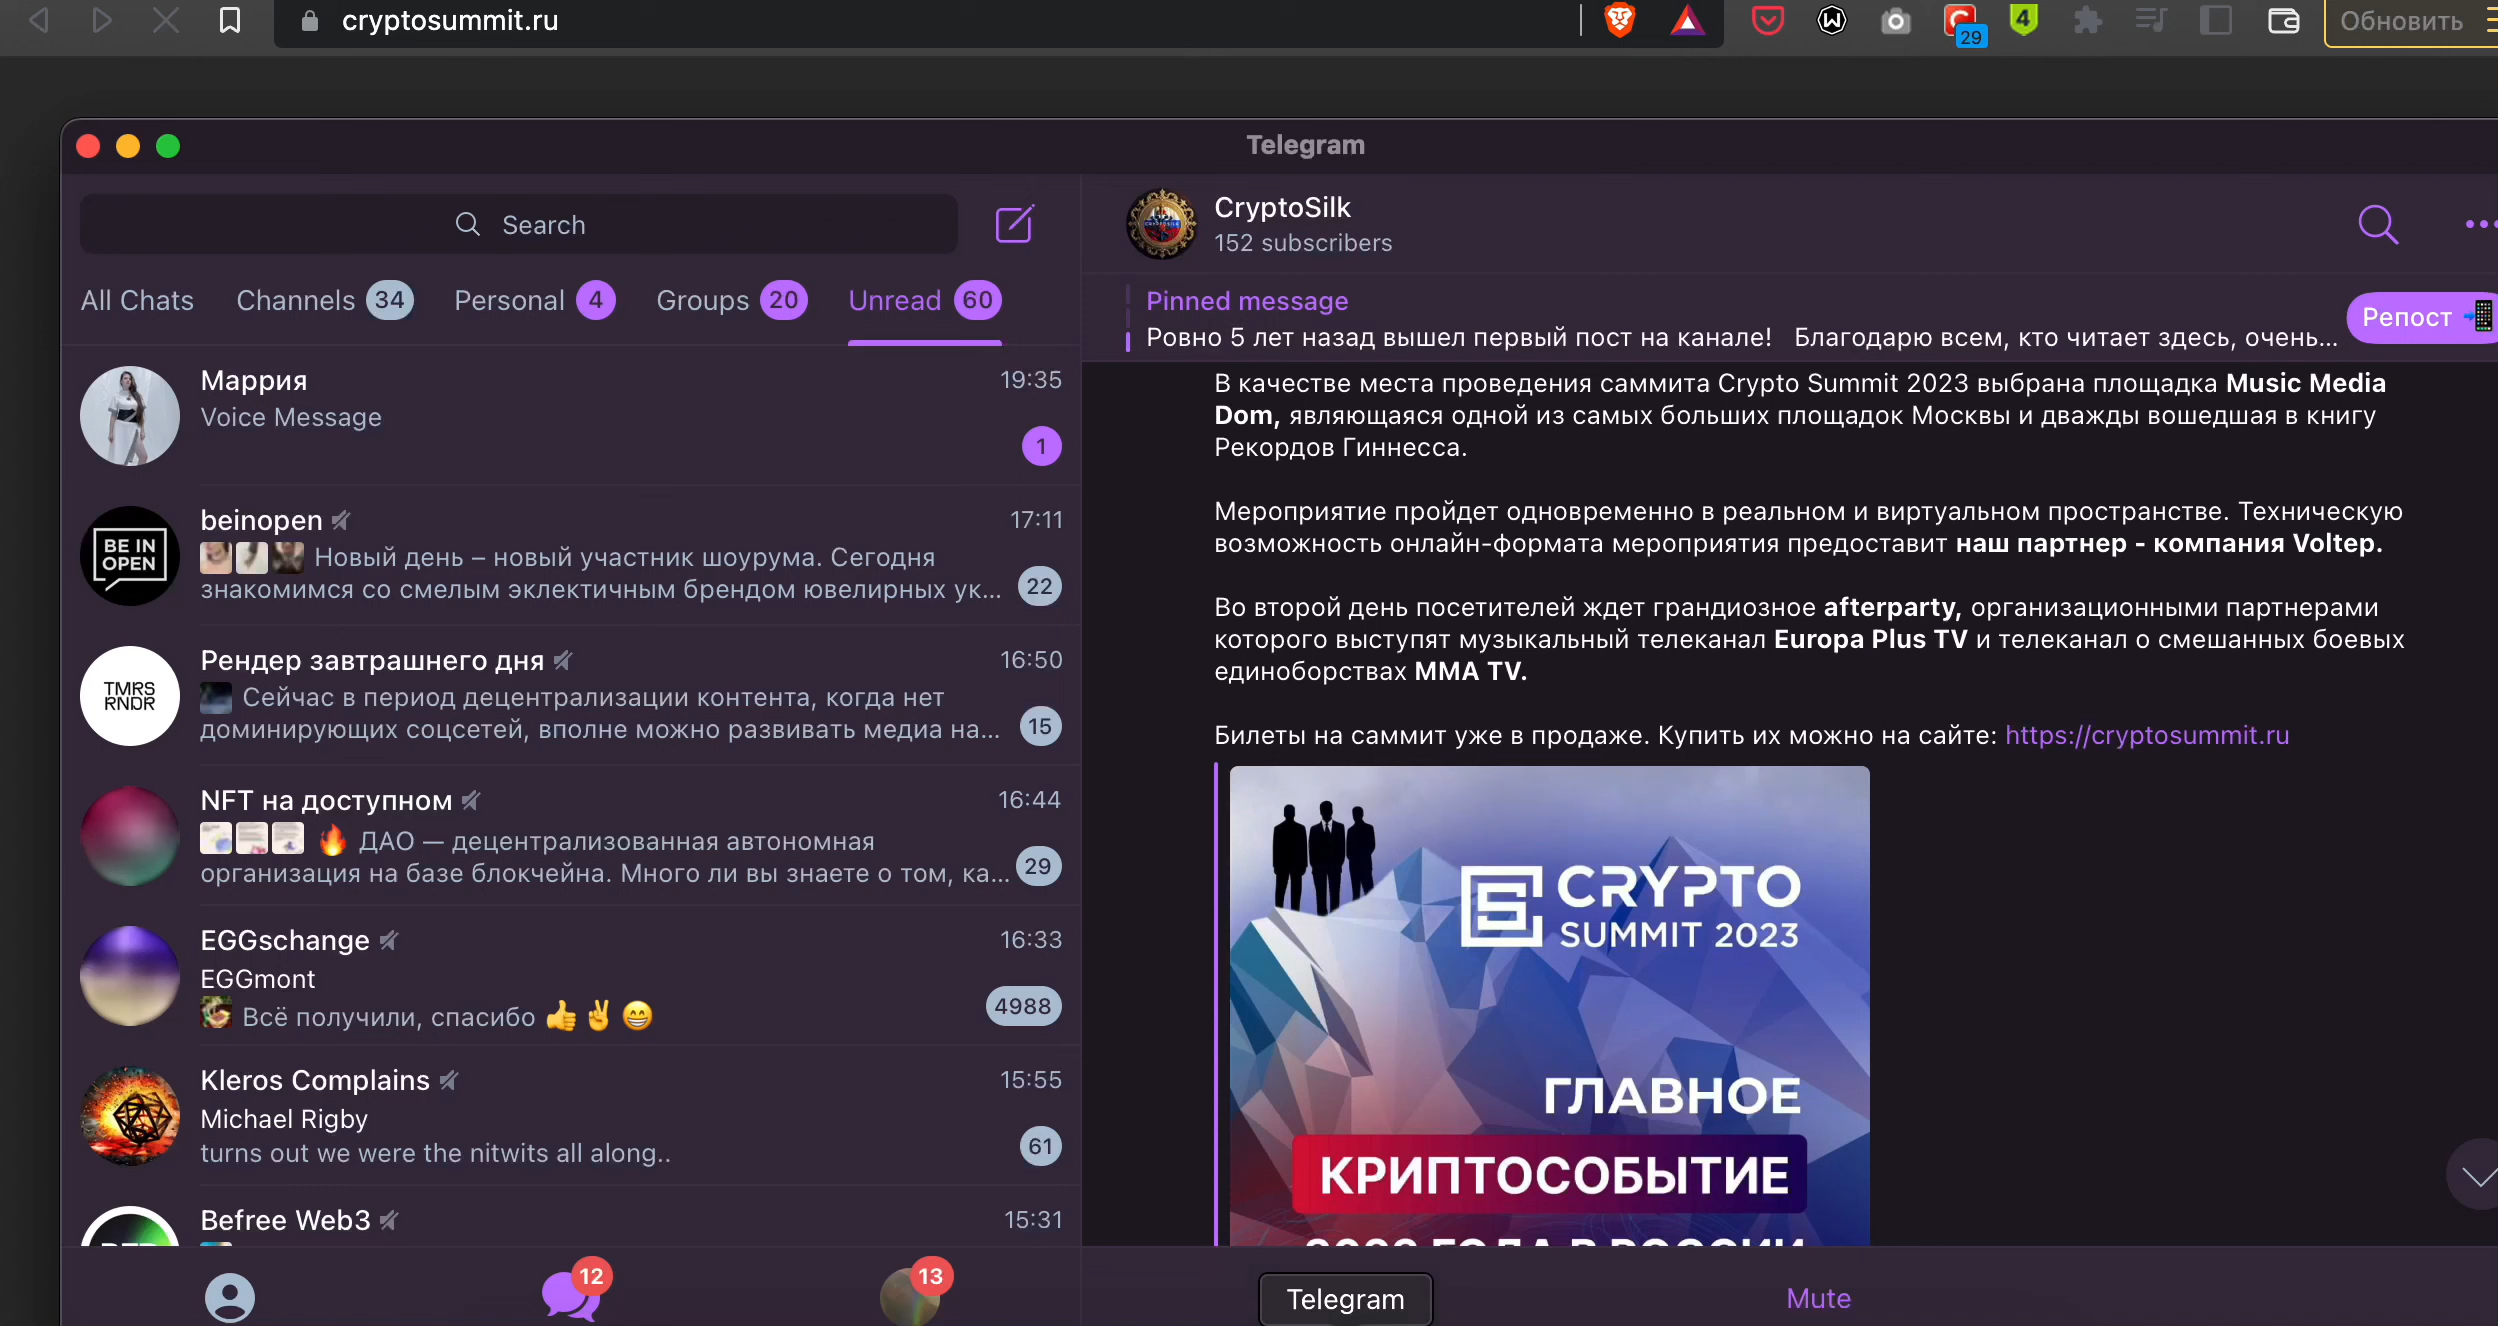 cryptosummit.ru
29
4
Обновить
Telegram
Search
All Chats
Channels 34
Personal 4
Groups 20
Unread 60
Маррия 19:35
Voice Message
1
BE IN
OPEN
beinopen 17:11
Новый день – новый участник шоурума. Сегодня
знакомимся со смелым эклектичным брендом ювелирных ук...
22
TMRS
RNDR
Рендер завтрашнего дня 16:50
Сейчас в период децентрализации контента, когда нет
доминирующих соцсетей, вполне можно развивать медиа на...
15
NFT на доступном 16:44
🔥 ДАО — децентрализованная автономная
организация на базе блокчейна. Много ли вы знаете о том, ка...
29
EGGschange 16:33
EGGmont
Всё получили, спасибо 👍✌️😁
4988
Kleros Complains 15:55
Michael Rigby
turns out we were the nitwits all along..
61
Befree Web3 15:31
12
13
CryptoSilk
152 subscribers
Pinned message
Ровно 5 лет назад вышел первый пост на канале! Благодарю всем, кто читает здесь, очень...
Репост 📲
В качестве места проведения саммита Crypto Summit 2023 выбрана площадка Music Media
Dom, являющаяся одной из самых больших площадок Москвы и дважды вошедшая в книгу
Рекордов Гиннесса.
Мероприятие пройдет одновременно в реальном и виртуальном пространстве. Техническую
возможность онлайн-формата мероприятия предоставит наш партнер - компания Voltep.
Во второй день посетителей ждет грандиозное afterparty, организационными партнерами
которого выступят музыкальный телеканал Europa Plus TV и телеканал о смешанных боевых
единоборствах MMA TV.
Билеты на саммит уже в продаже. Купить их можно на сайте: https://cryptosummit.ru
CRYPTO
SUMMIT 2023
ГЛАВНОЕ
КРИПТОСОБЫТИЕ
ГОДА В РОССИИ
Telegram
Mute